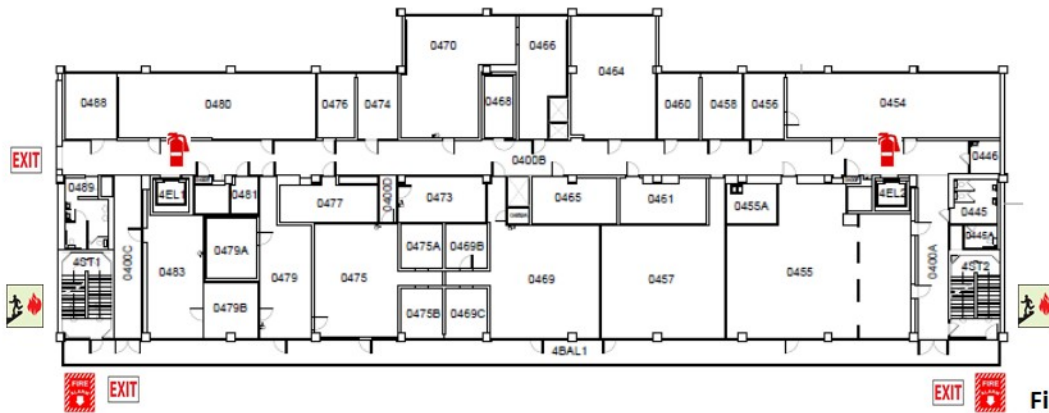 0470
0466
0464
0488
0480
0476
0474
0468
0460
0458
0456
0454
EXIT
0400B
0446
0489
4EL1
0481
0477
0400D
0473
0465
0461
0455A
4EL2
0445
0445A
0479A
0475A
0469B
4ST1
0400C
0483
0479
0475
0469
0457
0455
0400A
4ST2
0479B
0475B
0469C
4BAL1
FIRE
ALARM
EXIT
EXIT
FIRE
ALARM
Fi